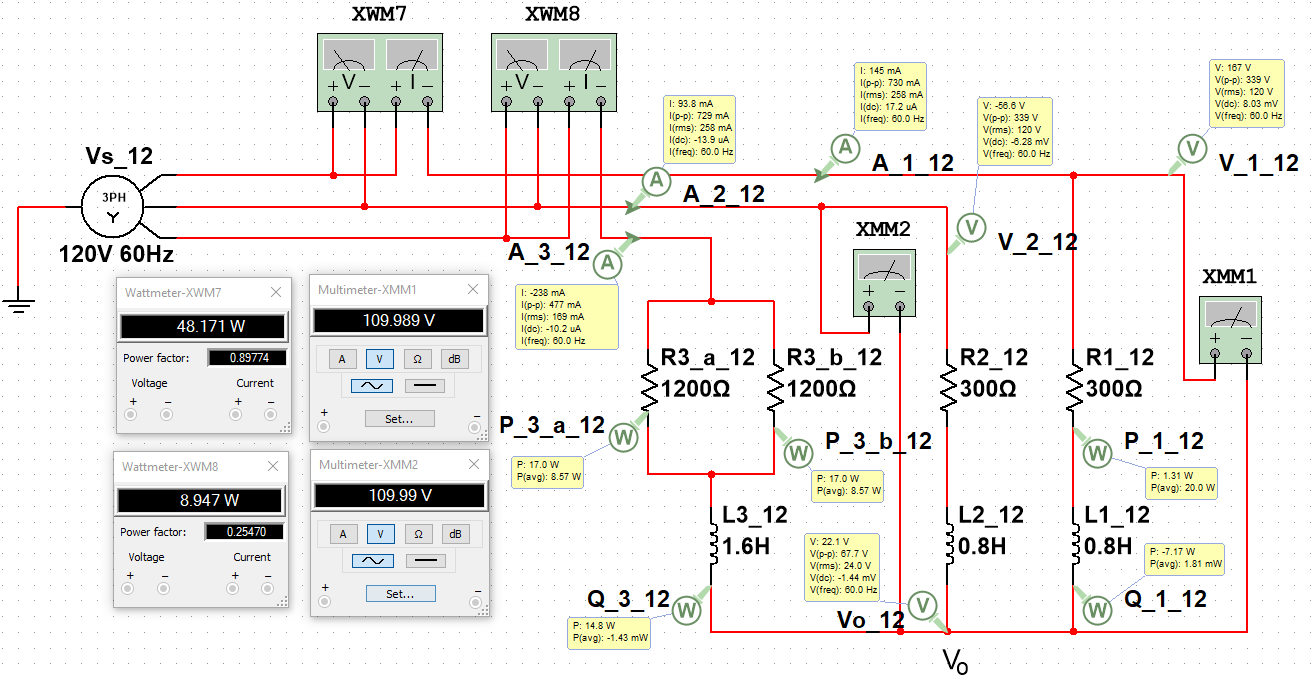 XWM7
XWM8
V
I
+ − + −
V
I
+ − + −
I: 145 mA
I(p-p): 730 mA
I(rms): 258 mA
I(dc): 17.2 uA
I(freq): 60.0 Hz
V: 167 V
V(p-p): 339 V
V(rms): 120 V
V(dc): 8.03 mV
V(freq): 60.0 Hz
I: 93.8 mA
I(p-p): 729 mA
I(rms): 258 mA
I(dc): -13.9 uA
I(freq): 60.0 Hz
V: -56.6 V
V(p-p): 339 V
V(rms): 120 V
V(dc): -6.28 mV
V(freq): 60.0 Hz
Vs_12
3PH
Y
120V 60Hz
A
A_1_12
V
V_1_12
A
A_2_12
V
V_2_12
A_3_12
A
XMM2
+ −
XMM1
+ −
I: -238 mA
I(p-p): 477 mA
I(rms): 169 mA
I(dc): -10.2 uA
I(freq): 60.0 Hz
Wattmeter-XWM7
48.171 W
Power factor: 0.89774
Voltage
Current
+ − + −
Multimeter-XMM1
109.989 V
A V Ω dB
+
Set...
−
Wattmeter-XWM8
8.947 W
Power factor: 0.25470
Voltage
Current
+ − + −
Multimeter-XMM2
109.99 V
A V Ω dB
+
Set...
−
R3_a_12
1200Ω
R3_b_12
1200Ω
R2_12
300Ω
R1_12
300Ω
P_3_a_12
W
P: 17.0 W
P(avg): 8.57 W
W
P_3_b_12
P: 17.0 W
P(avg): 8.57 W
W
P_1_12
P: 1.31 W
P(avg): 20.0 W
L3_12
1.6H
L2_12
0.8H
L1_12
0.8H
V: 22.1 V
V(p-p): 67.7 V
V(rms): 24.0 V
V(dc): -1.44 mV
V(freq): 60.0 Hz
P: -7.17 W
P(avg): 1.81 mW
Q_3_12
W
P: 14.8 W
P(avg): -1.43 mW
V
Vo_12
W
Q_1_12
Vo